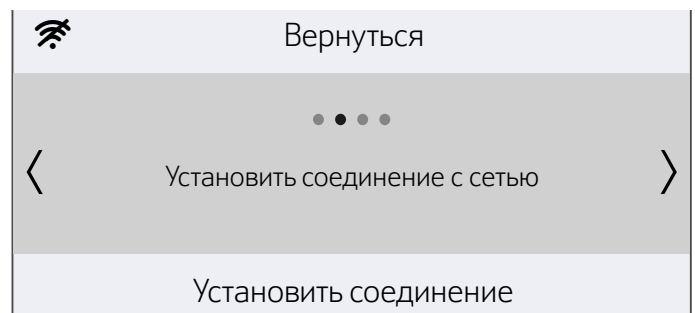 Вернуться
Установить соединение с сетью
Установить соединение